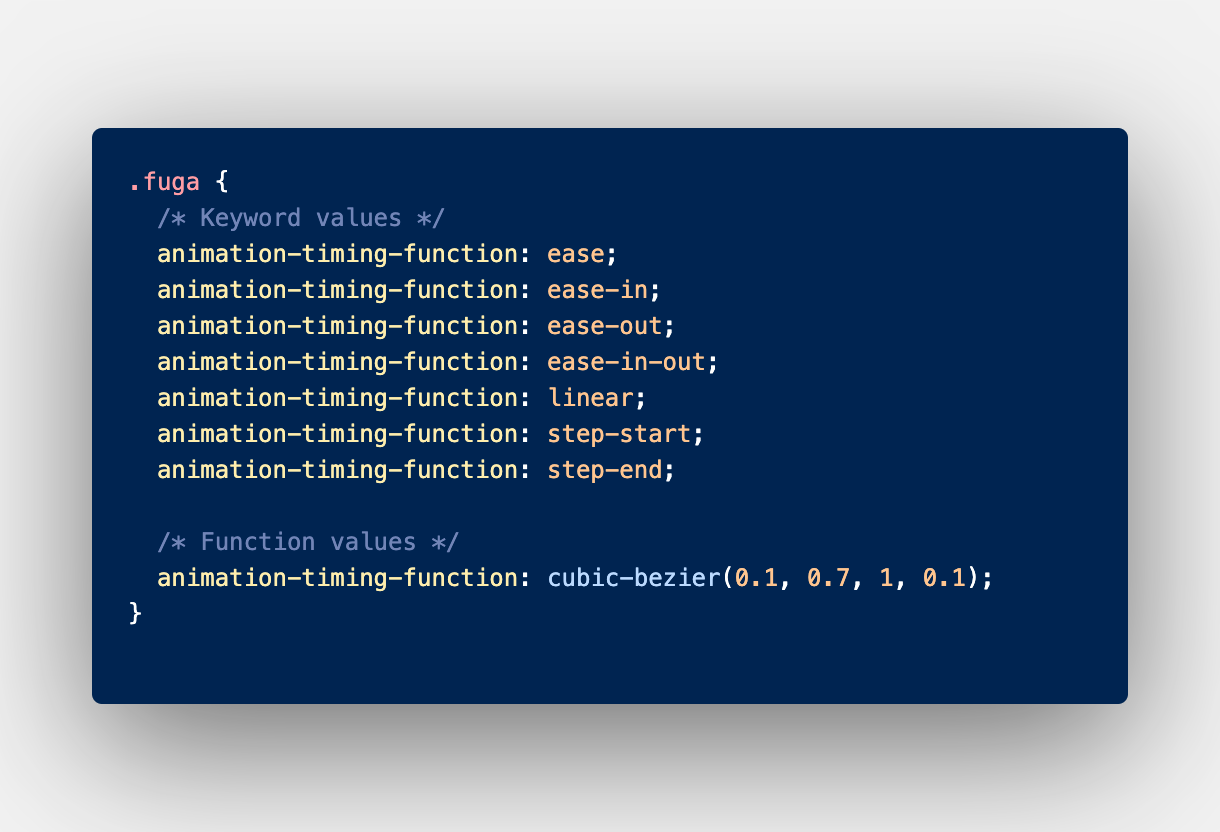 .fuga {
  /* Keyword values */
  animation-timing-function: ease;
  animation-timing-function: ease-in;
  animation-timing-function: ease-out;
  animation-timing-function: ease-in-out;
  animation-timing-function: linear;
  animation-timing-function: step-start;
  animation-timing-function: step-end;

  /* Function values */
  animation-timing-function: cubic-bezier(0.1, 0.7, 1, 0.1);
}